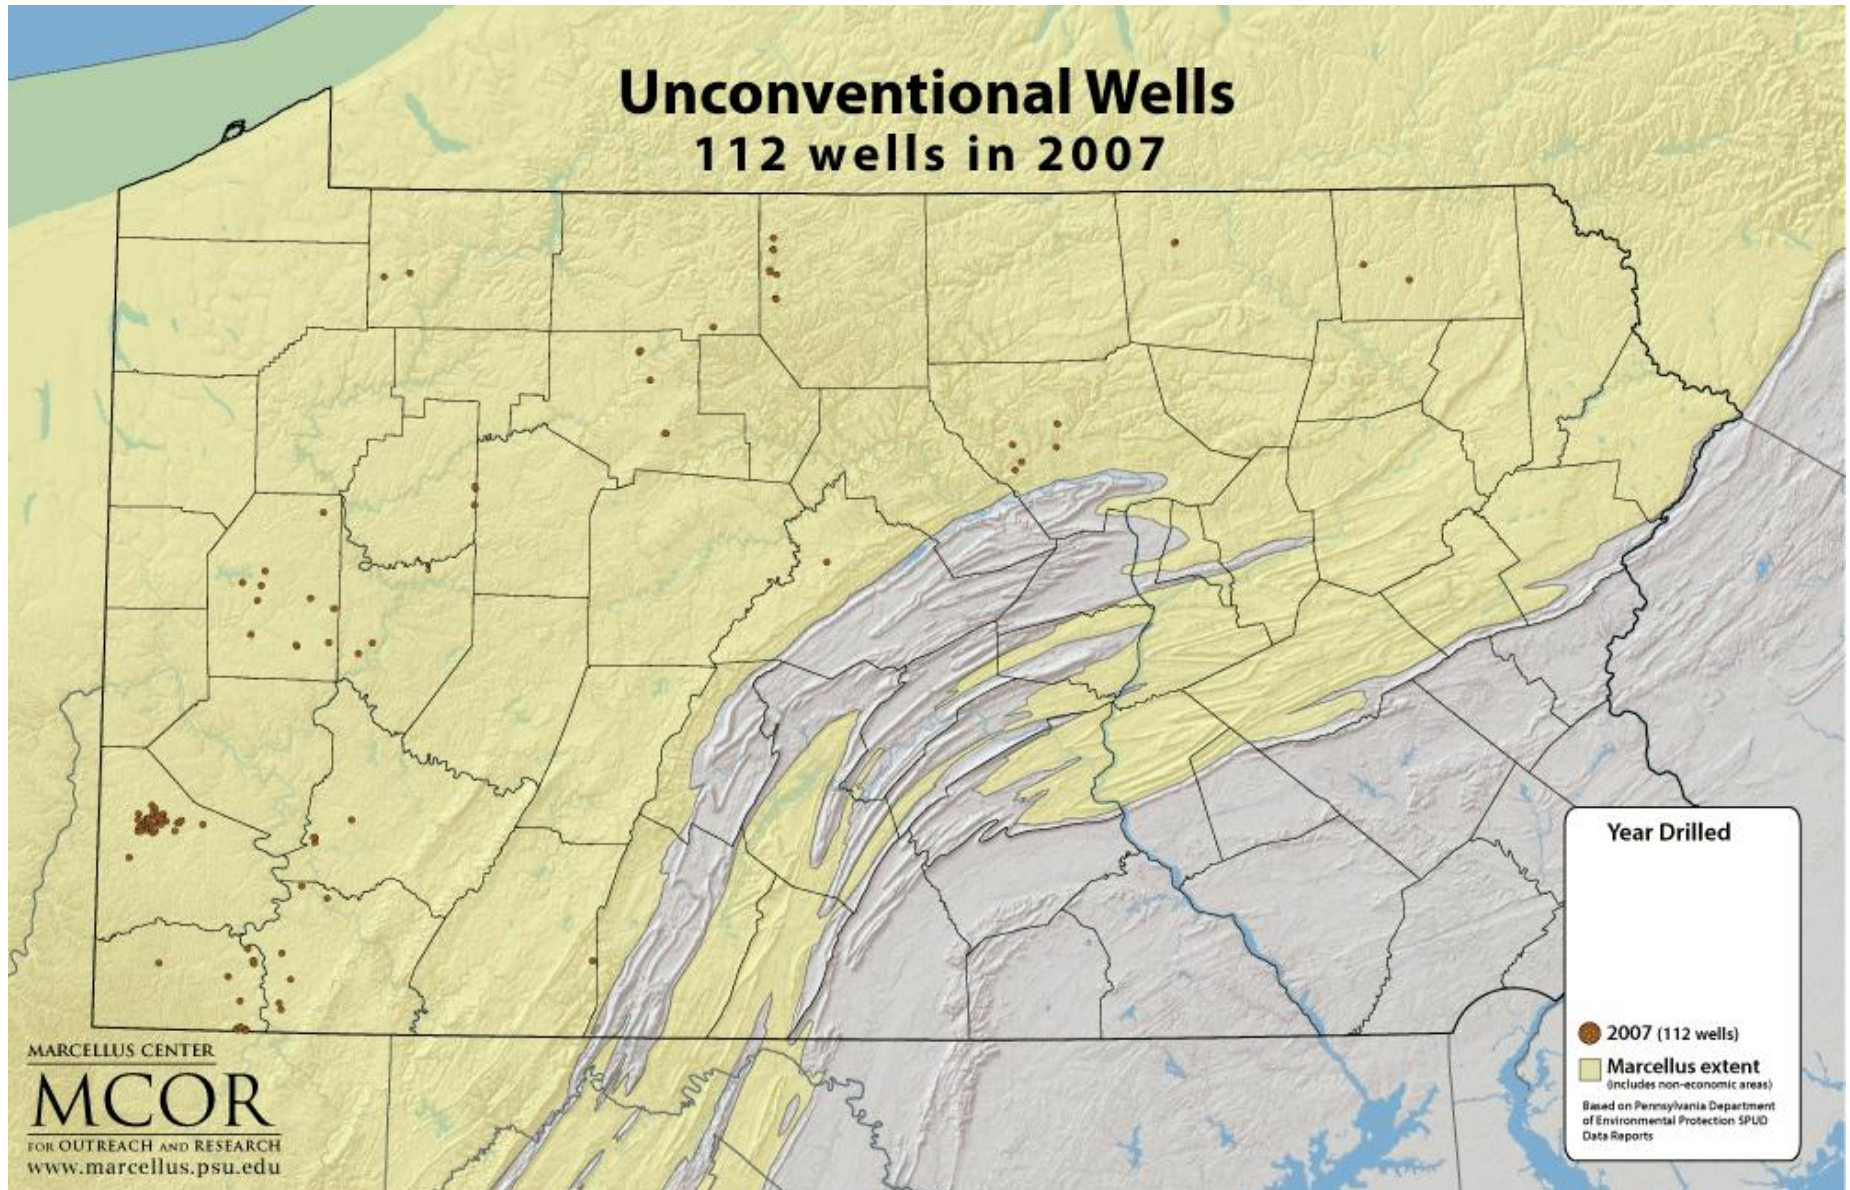 Unconventional Wells
112 wells in 2007
Year Drilled
2007 (112 wells)
Marcellus extent
(includes non-economic areas)
Based on Pennsylvania Department
of Environmental Protection SPUD
Data Reports
MARCELLUS CENTER
MCOR
FOR OUTREACH AND RESEARCH
www.marcellus.psu.edu